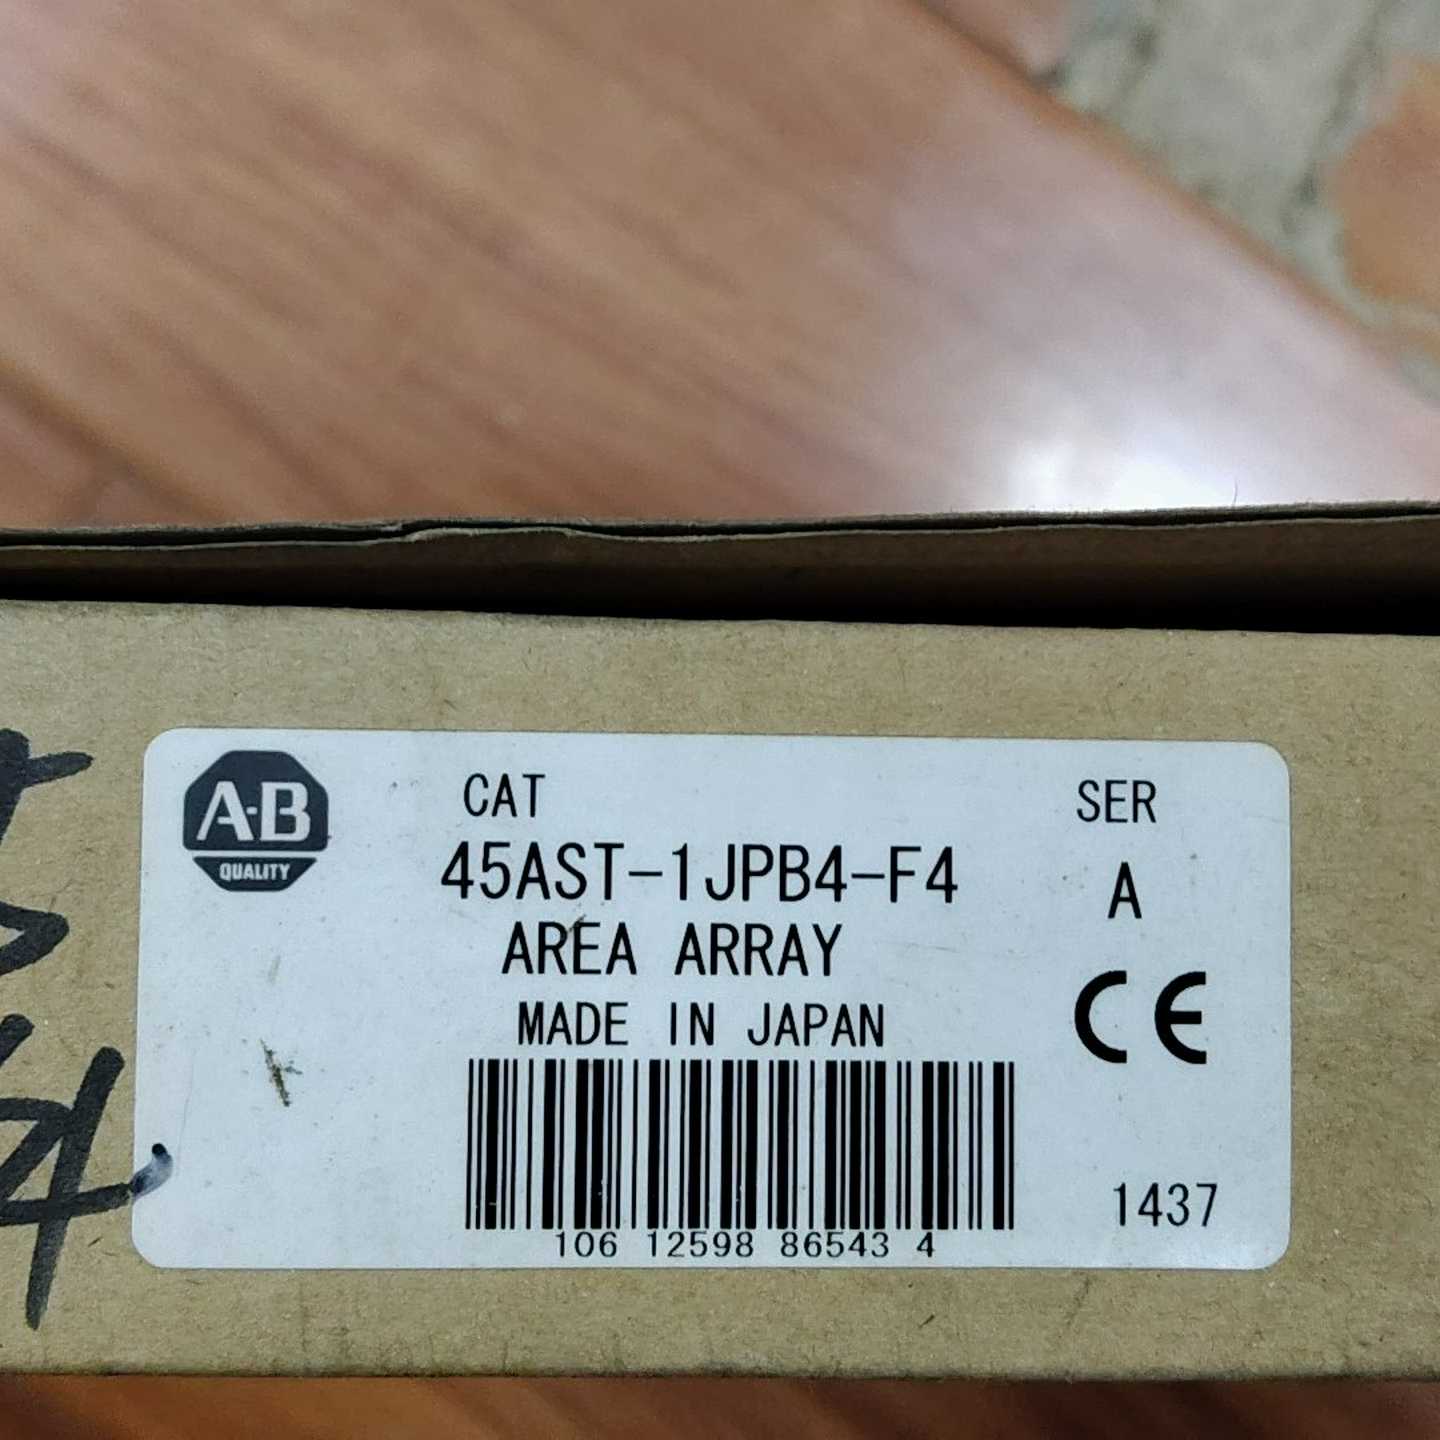 A-B
QUALITY
CAT
SER
45AST-1JPB4-F4
A
AREA ARRAY
MADE IN JAPAN
CE
1437
106 12598 86543 4